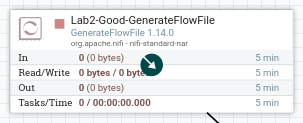 Lab2-Good-GenerateFlowFile
GenerateFlowFile 1.14.0
org.apache.nifi - nifi-standard-nar
In 0 (0 bytes) 5 min
Read/Write 0 bytes / 0 bytes 5 min
Out 0 (0 bytes) 5 min
Tasks/Time 0 / 00:00:00.000 5 min